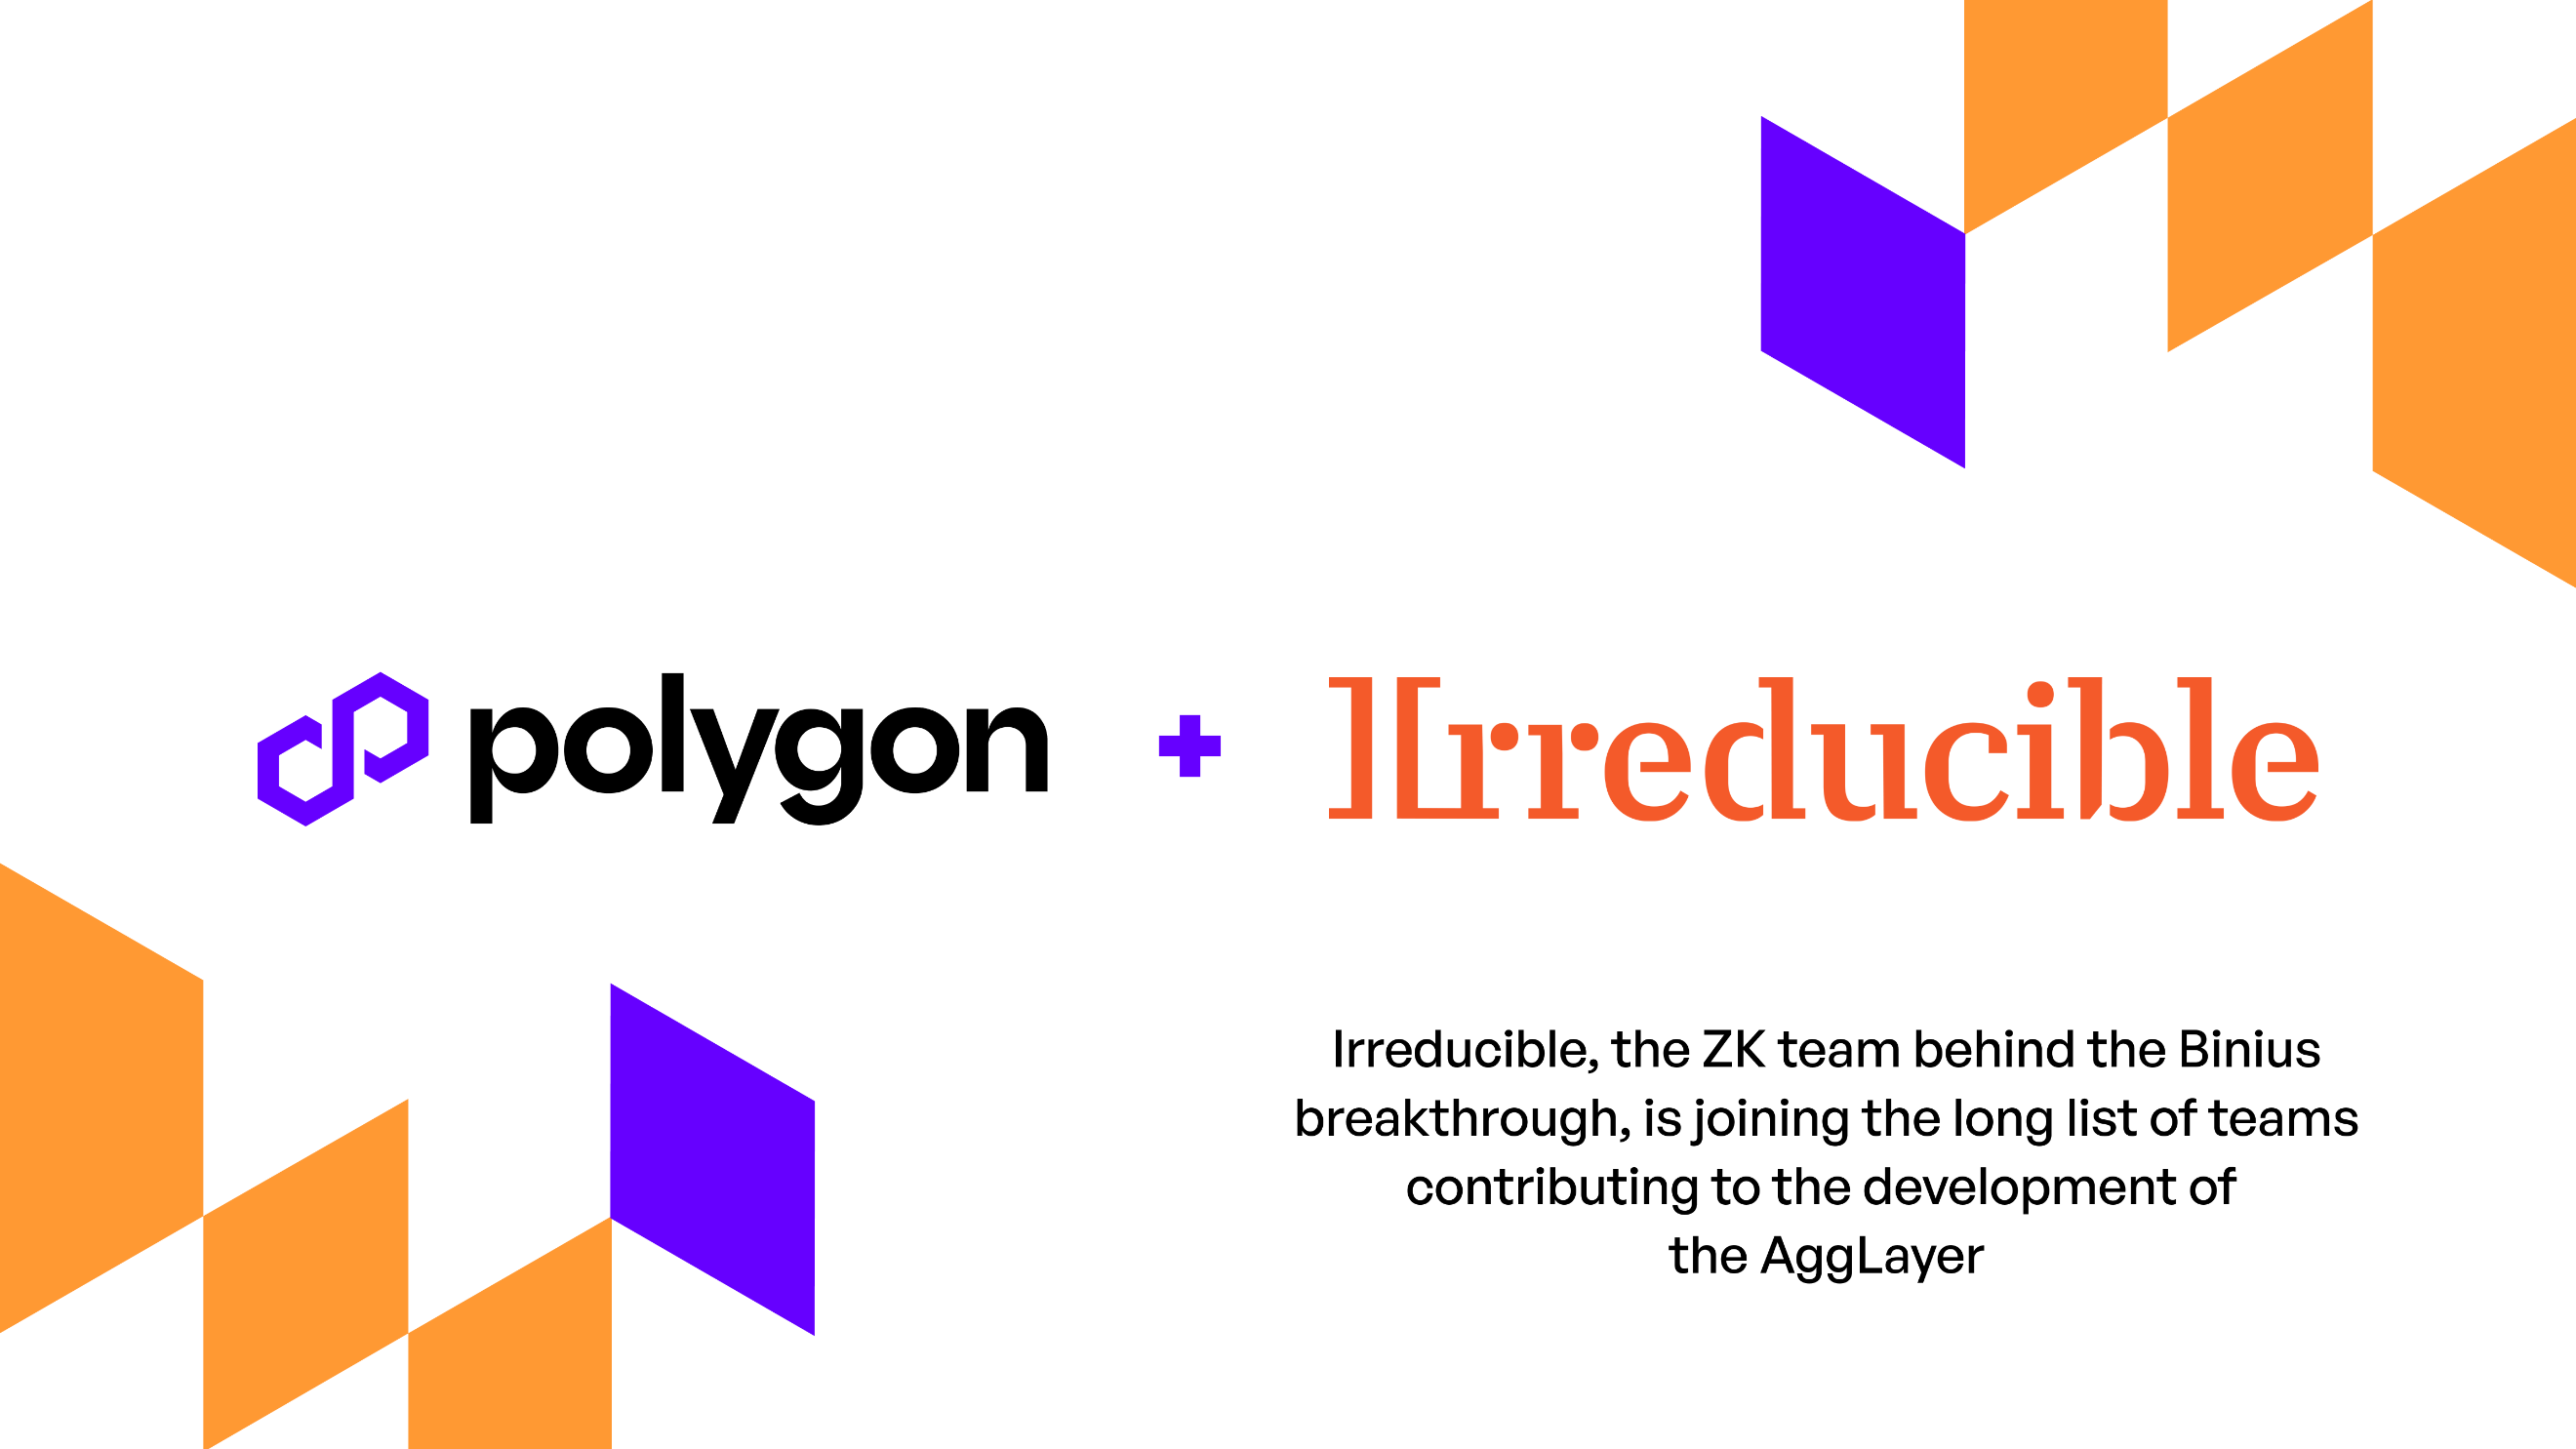 polygon + Irreducible
Irreducible, the ZK team behind the Binius
breakthrough, is joining the long list of teams
contributing to the development of
the AggLayer